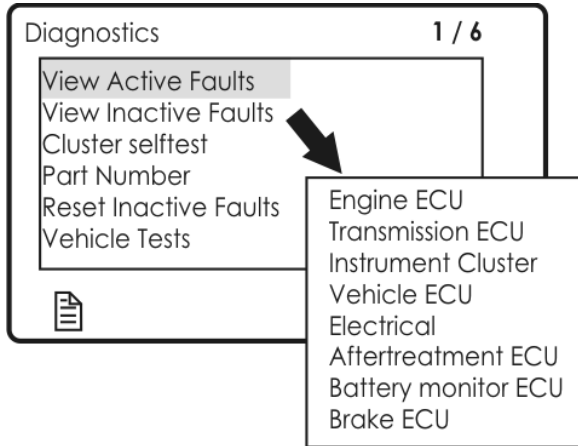 Diagnostics 1 / 6
View Active Faults
View Inactive Faults
Cluster selftest
Part Number
Reset Inactive Faults
Vehicle Tests
Engine ECU
Transmission ECU
Instrument Cluster
Vehicle ECU
Electrical
Aftertreatment ECU
Battery monitor ECU
Brake ECU